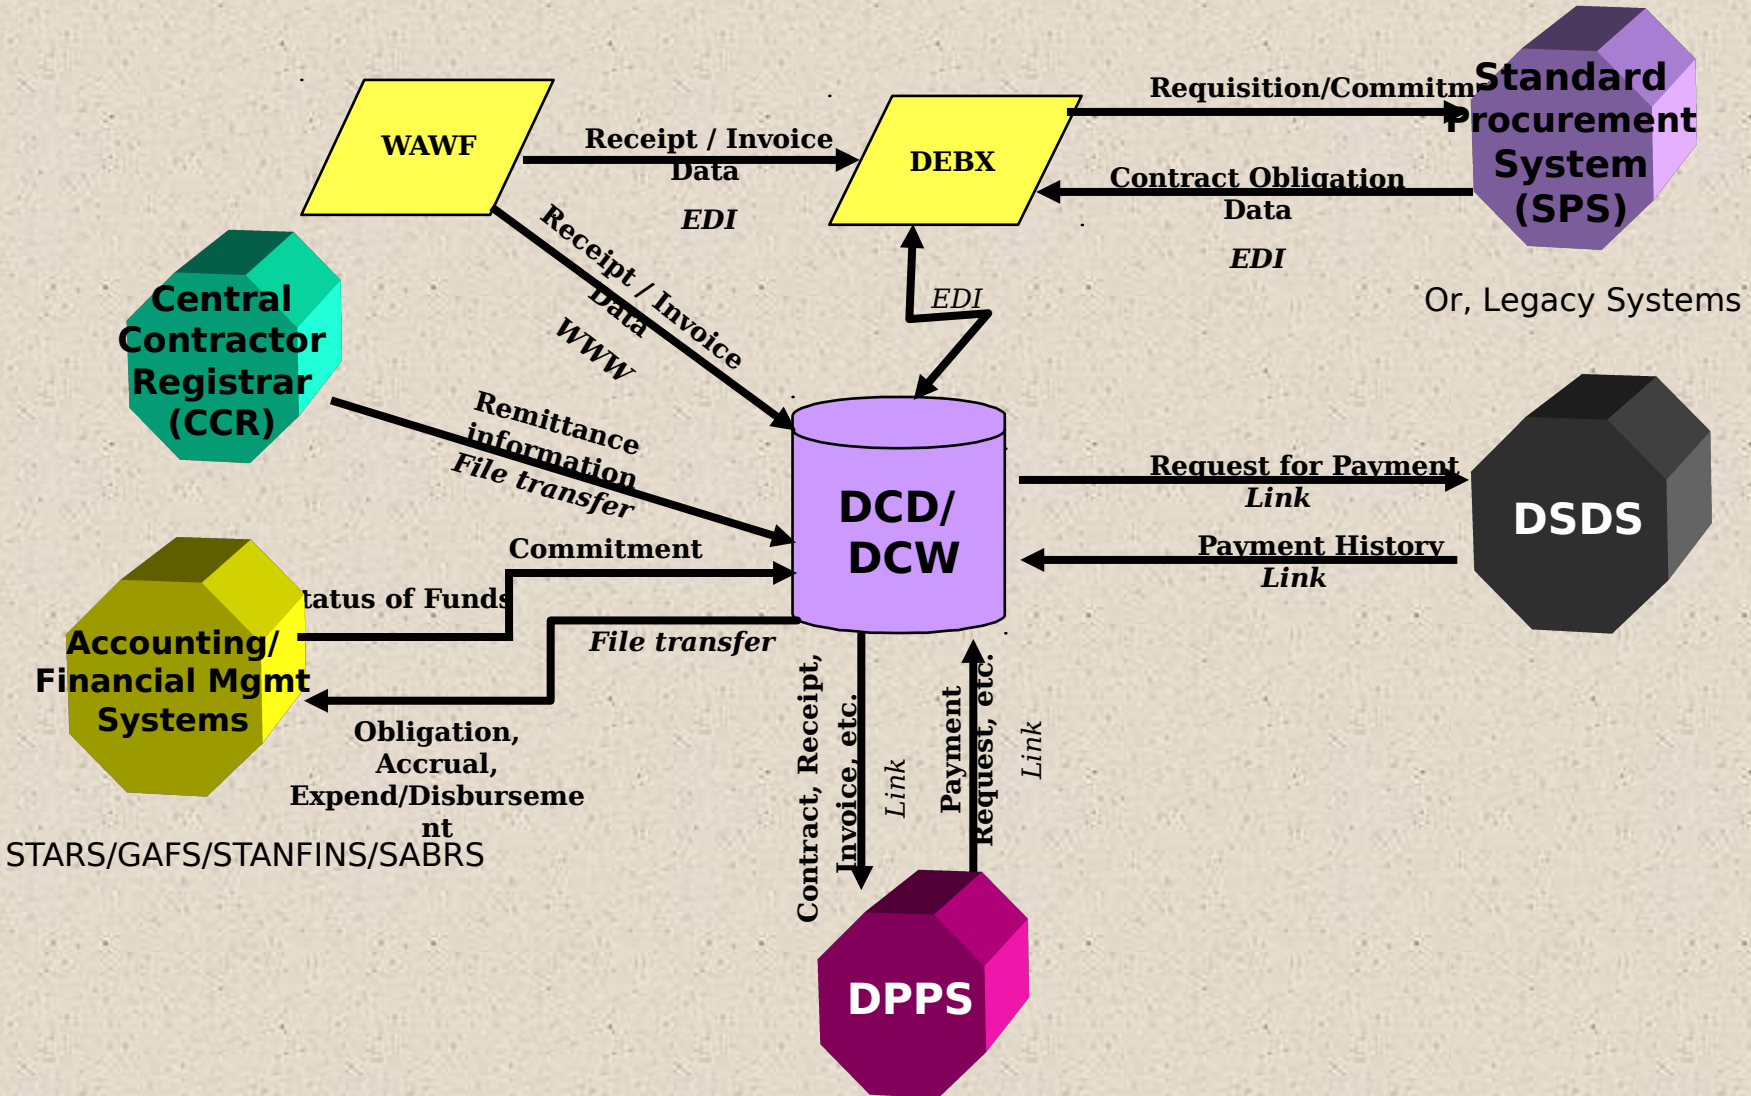 WAWF
Receipt / Invoice
Data
EDI
DEBX
Requisition/Commitm
Standard
Procurement
System
(SPS)
Contract Obligation
Data
EDI
Or, Legacy Systems
Receipt / Invoice
Data
WWW
EDI
Central
Contractor
Registrar
(CCR)
Remittance
information
File transfer
DCD/
DCW
Request for Payment
Link
Payment History
Link
DSDS
Commitment
tatus of Funds
File transfer
Accounting/
Financial Mgmt
Systems
Obligation,
Accrual,
Expend/Disburseme
nt
STARS/GAFS/STANFINS/SABRS
Contract, Receipt,
Invoice, etc.
Link
Payment
Request, etc.
Link
DPPS